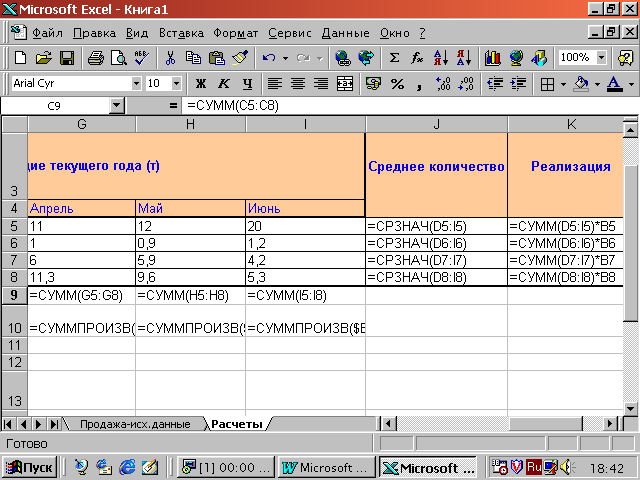 Microsoft Excel - Книга1
Файл Правка Вид Вставка Формат Сервис Данные Окно ?
100%
Arial Cyr 10 Ж К Ч
C9 = =СУММ(C5:C8)
G H I J K
3 ие текущего года (т) Среднее количество Реализация
4 Апрель Май Июнь
5 11 12 20 =СРЗНАЧ(D5:I5) =СУММ(D5:I5)*B5
6 1 0,9 1,2 =СРЗНАЧ(D6:I6) =СУММ(D6:I6)*B6
7 6 5,9 4,2 =СРЗНАЧ(D7:I7) =СУММ(D7:I7)*B7
8 11,3 9,6 5,3 =СРЗНАЧ(D8:I8) =СУММ(D8:I8)*B8
9 =СУММ(G5:G8) =СУММ(H5:H8) =СУММ(I5:I8)
10 =СУММПРОИЗВ( =СУММПРОИЗВ($ =СУММПРОИЗВ($B
11
12
13
Продажа-исх.данные Расчеты
Готово
Пуск [1] 00:00 ... Microsoft ... Microsoft ... Ru 18:42